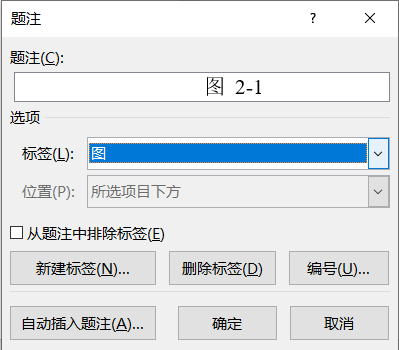 题注
?
题注(C):
图 2-1
选项
标签(L):
图
位置(P):
所选项目下方
从题注中排除标签(E)
新建标签(N)...
删除标签(D)
编号(U)...
自动插入题注(A)...
确定
取消